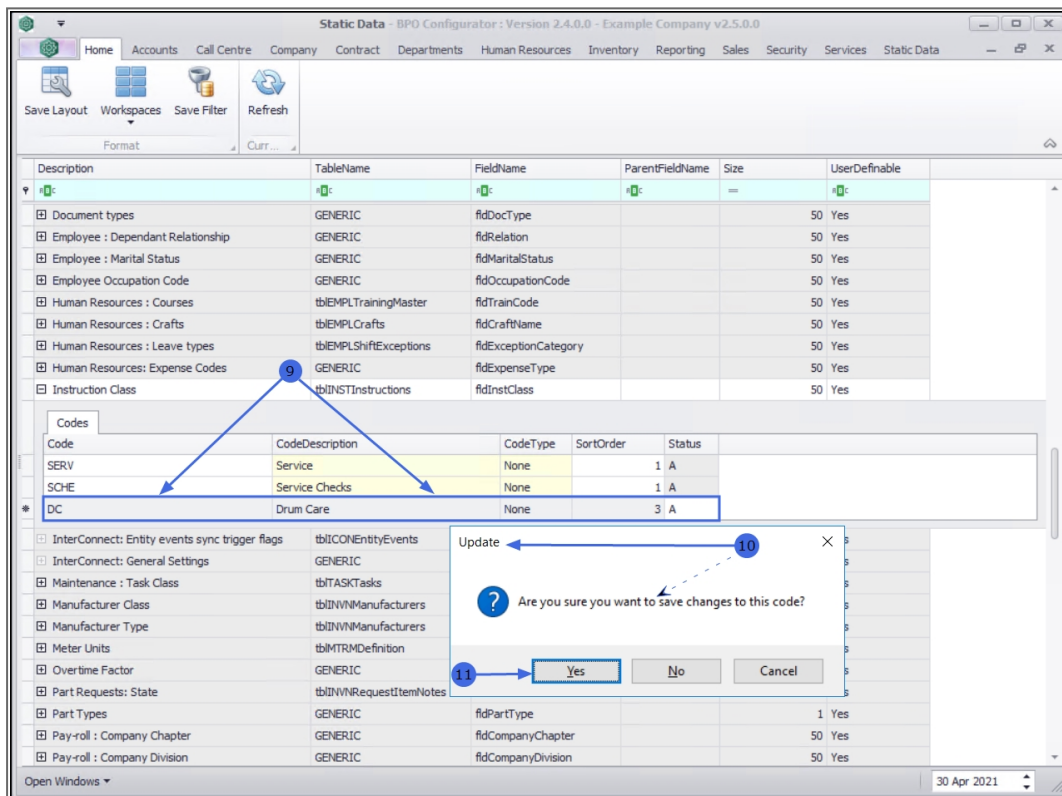 Static Data - BPO Configurator : Version 2.4.0.0 - Example Company v2.5.0.0
Home Accounts Call Centre Company Contract Departments Human Resources Inventory Reporting Sales Security Services Static Data
Save Layout Workspaces Save Filter Refresh
Format Curr...
Description TableName FieldName ParentFieldName Size UserDefinable
Document types GENERIC fldDocType 50 Yes
Employee : Dependant Relationship GENERIC fldRelation 50 Yes
Employee : Marital Status GENERIC fldMaritalStatus 50 Yes
Employee Occupation Code GENERIC fldOccupationCode 50 Yes
Human Resources : Courses tblEMPLTrainingMaster fldTrainCode 50 Yes
Human Resources : Crafts tblEMPLCrafts fldCraftName 50 Yes
Human Resources : Leave types tblEMPLShiftExceptions fldExceptionCategory 50 Yes
Human Resources: Expense Codes GENERIC fldExpenseType 50 Yes
9
Instruction Class tblINSTInstructions fldInstClass 50 Yes
Codes
Code CodeDescription CodeType SortOrder Status
SERV Service None 1 A
SCHE Service Checks None 1 A
DC Drum Care None 3 A
InterConnect: Entity events sync trigger flags tblICONEntityEvents
Update 10
InterConnect: General Settings GENERIC
Maintenance : Task Class tblTASKTasks
Manufacturer Class tblINVNManufacturers
Are you sure you want to save changes to this code?
Manufacturer Type tblINVNManufacturers
Meter Units tblMTRMDefinition
Overtime Factor GENERIC
11 Yes No Cancel
Part Requests: State tblINVNRequestItemNotes
Part Types GENERIC fldPartType 1 Yes
Pay-roll : Company Chapter GENERIC fldCompanyChapter 50 Yes
Pay-roll : Company Division GENERIC fldCompanyDivision 50 Yes
Open Windows 30 Apr 2021